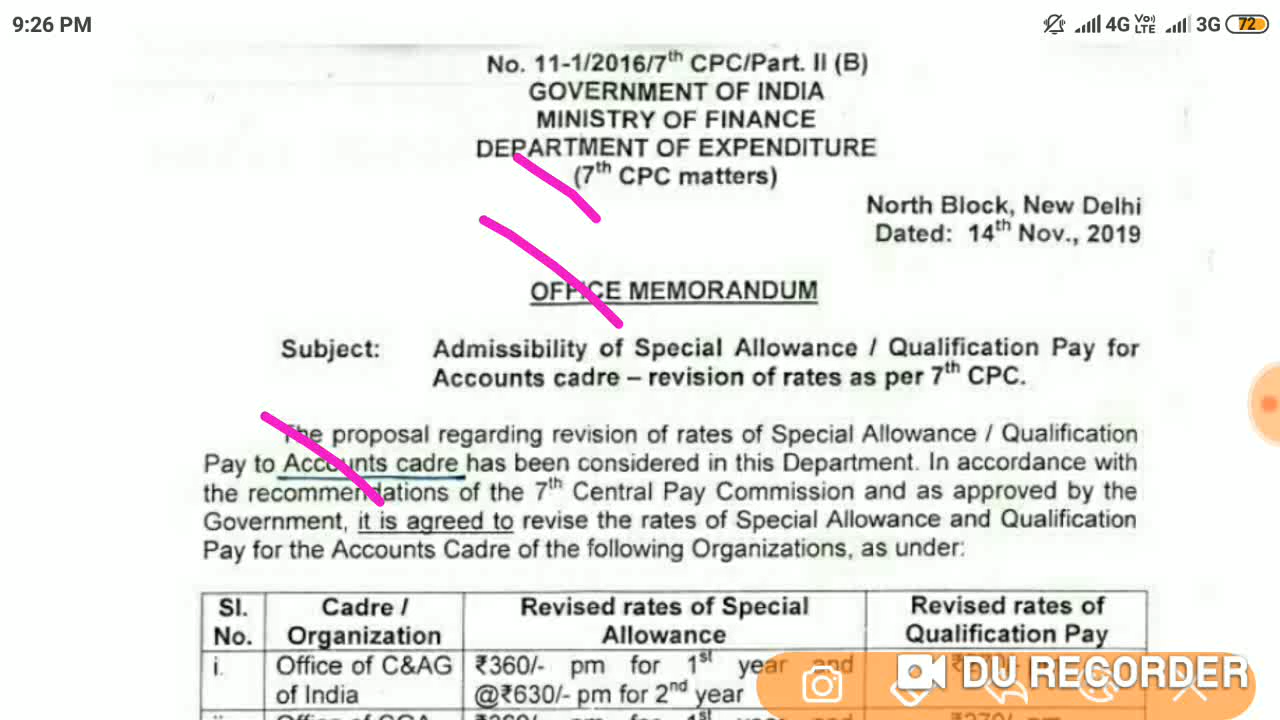 9:26 PM
4G VoLTE 3G 72
No. 11-1/2016/7th CPC/Part. II (B)
GOVERNMENT OF INDIA
MINISTRY OF FINANCE
DEPARTMENT OF EXPENDITURE
(7th CPC matters)
North Block, New Delhi
Dated: 14th Nov., 2019
OFFICE MEMORANDUM
Subject: Admissibility of Special Allowance / Qualification Pay for
Accounts cadre – revision of rates as per 7th CPC.
The proposal regarding revision of rates of Special Allowance / Qualification
Pay to Accounts cadre has been considered in this Department. In accordance with
the recommendations of the 7th Central Pay Commission and as approved by the
Government, it is agreed to revise the rates of Special Allowance and Qualification
Pay for the Accounts Cadre of the following Organizations, as under:
Sl. No. Cadre / Organization Revised rates of Special Allowance Revised rates of Qualification Pay
i. Office of C&AG of India ₹360/- pm for 1st year and @₹630/- pm for 2nd year
DU RECORDER